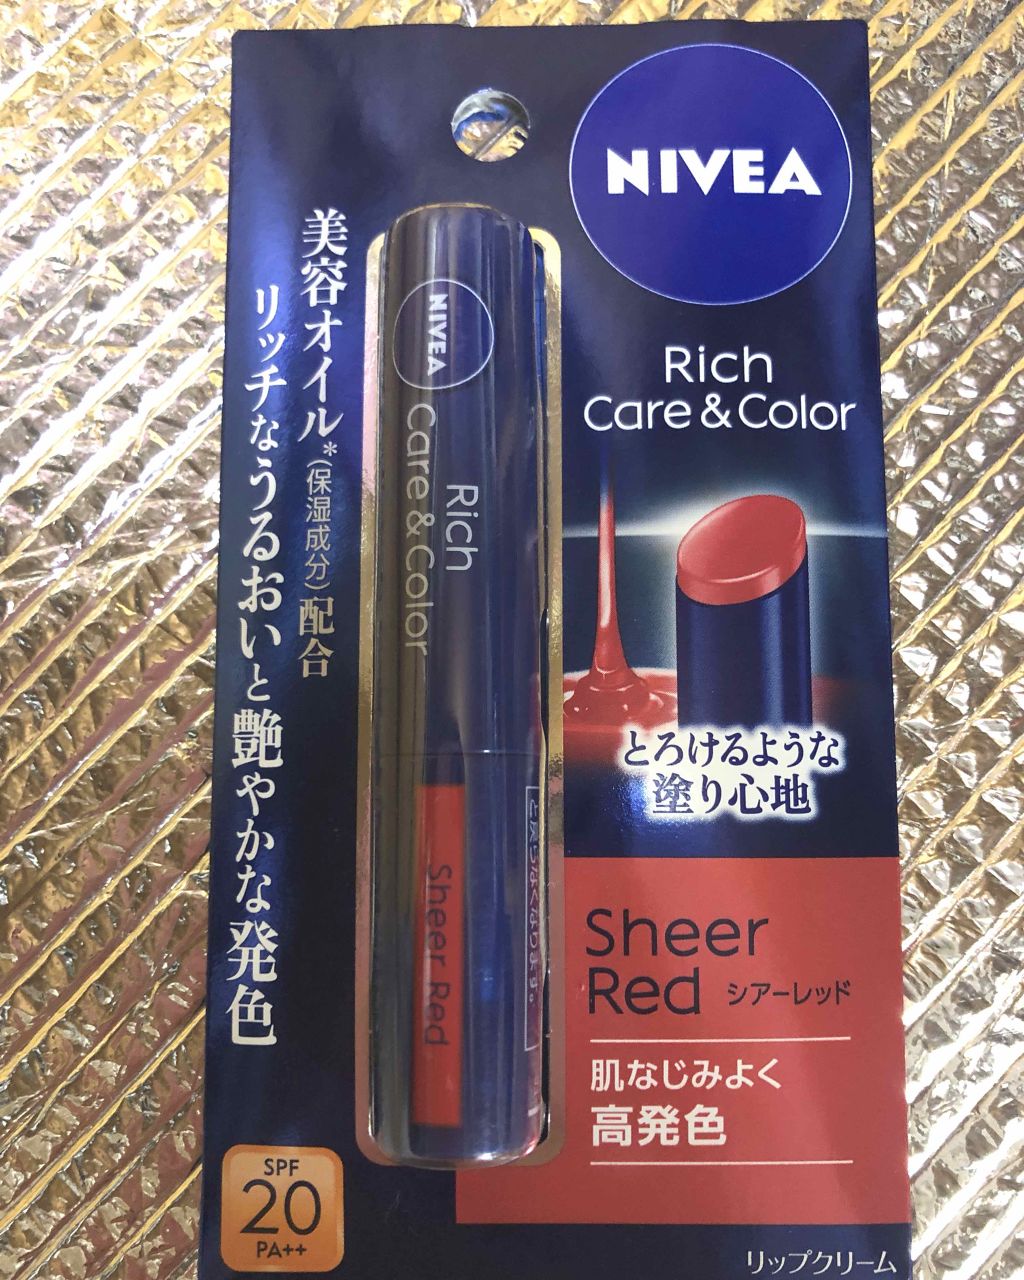 NIVEA
Rich
Care & Color
美容オイル*(保湿成分)配合
リッチなうるおいと艶やかな発色
NIVEA
Rich
Care & Color
Sheer Red
とろけるような
塗り心地
Sheer
Red シアーレッド
肌なじみよく
高発色
SPF
20
PA++
リップクリーム